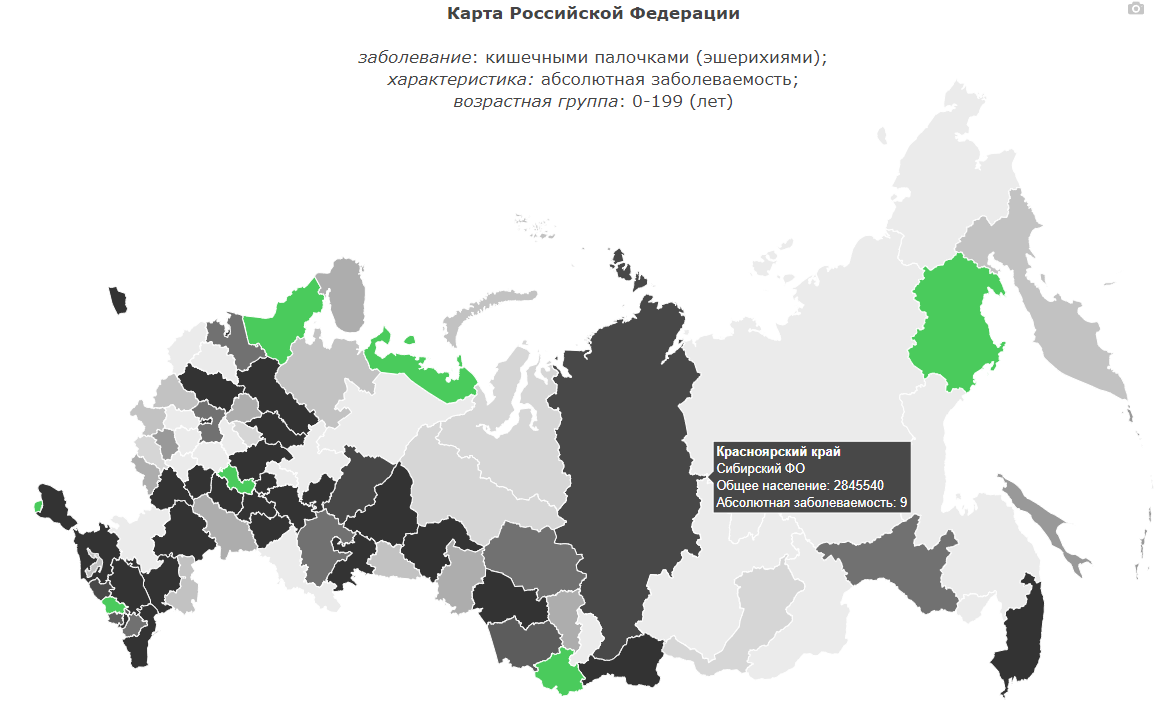 Карта Российской Федерации
заболевание: кишечными палочками (эшерихиями);
характеристика: абсолютная заболеваемость;
возрастная группа: 0-199 (лет)
Красноярский край
Сибирский ФО
Общее население: 2845540
Абсолютная заболеваемость: 9